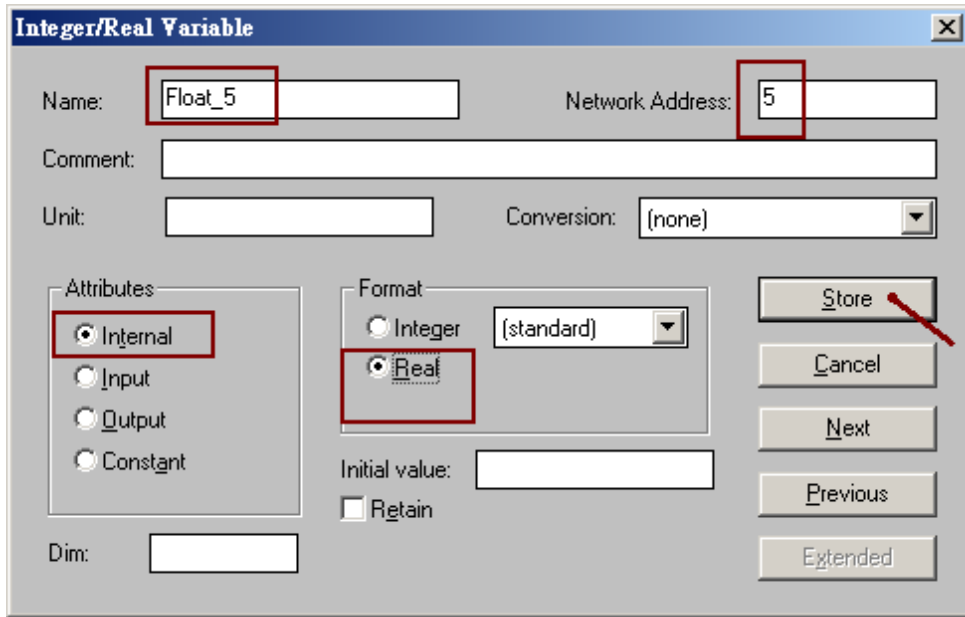 Integer/Real Variable
Name: Float_5 Network Address: 5
Comment:
Unit: Conversion: (none)
Attributes Format
Internal Integer (standard) Store
Input Real Cancel
Output Next
Constant Initial value:
Retain Previous
Dim: Extended